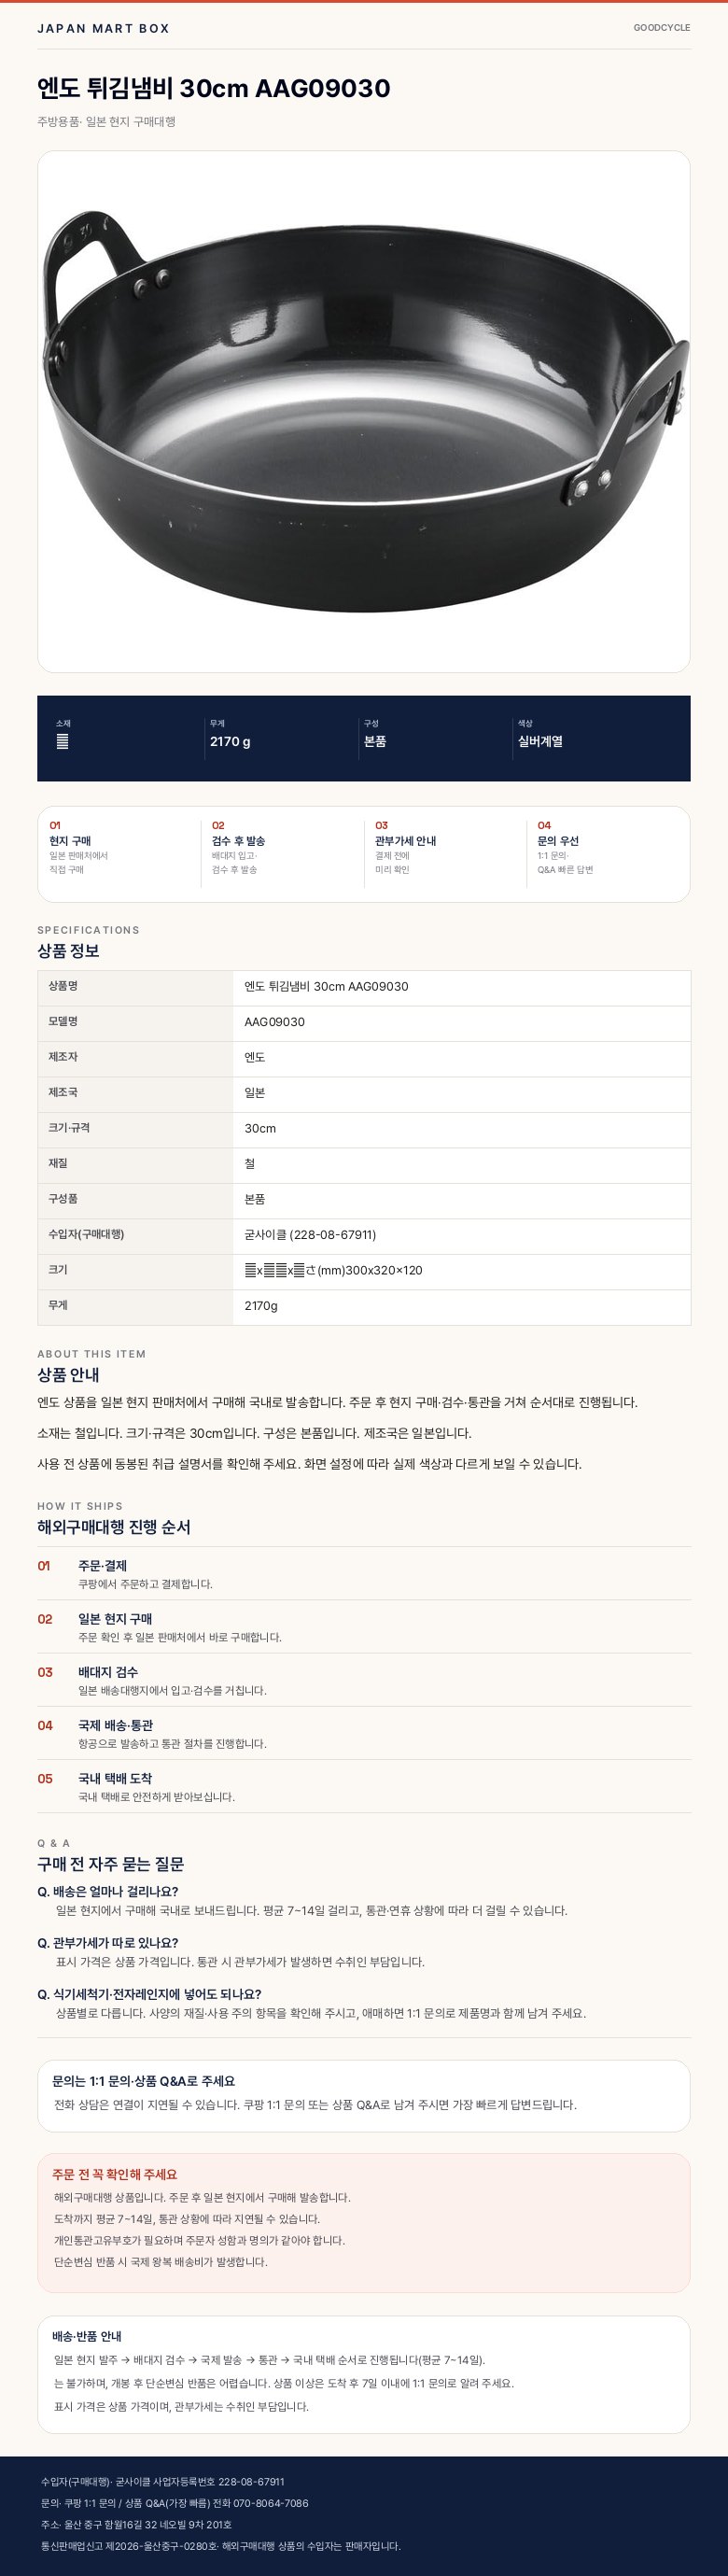 JAPAN MART BOX
GOODCYCLE
엔도 튀김냄비 30cm AAG09030
주방용품· 일본 현지 구매대행
소재
무게
2170 g
구성
본품
색상
실버계열
01
현지 구매
일본 판매처에서
직접 구매
02
검수 후 발송
배대지 입고·
검수 후 발송
03
관부가세 안내
결제 전에
미리 확인
04
문의 우선
1:1 문의·
Q&A 빠른 답변
SPECIFICATIONS
상품 정보
상품명 엔도 튀김냄비 30cm AAG09030
모델명 AAG09030
제조자 엔도
제조국 일본
크기·규격 30cm
재질 철
구성품 본품
수입자(구매대행) 굳사이클 (228-08-67911)
크기 x x さ(mm)300x320×120
무게 2170g
ABOUT THIS ITEM
상품 안내
엔도 상품을 일본 현지 판매처에서 구매해 국내로 발송합니다. 주문 후 현지 구매·검수·통관을 거쳐 순서대로 진행됩니다.
소재는 철입니다. 크기·규격은 30cm입니다. 구성은 본품입니다. 제조국은 일본입니다.
사용 전 상품에 동봉된 취급 설명서를 확인해 주세요. 화면 설정에 따라 실제 색상과 다르게 보일 수 있습니다.
HOW IT SHIPS
해외구매대행 진행 순서
01 주문·결제
쿠팡에서 주문하고 결제합니다.
02 일본 현지 구매
주문 확인 후 일본 판매처에서 바로 구매합니다.
03 배대지 검수
일본 배송대행지에서 입고·검수를 거칩니다.
04 국제 배송·통관
항공으로 발송하고 통관 절차를 진행합니다.
05 국내 택배 도착
국내 택배로 안전하게 받아보십니다.
Q & A
구매 전 자주 묻는 질문
Q. 배송은 얼마나 걸리나요?
일본 현지에서 구매해 국내로 보내드립니다. 평균 7~14일 걸리고, 통관·연휴 상황에 따라 더 걸릴 수 있습니다.
Q. 관부가세가 따로 있나요?
표시 가격은 상품 가격입니다. 통관 시 관부가세가 발생하면 수취인 부담입니다.
Q. 식기세척기·전자레인지에 넣어도 되나요?
상품별로 다릅니다. 사양의 재질·사용 주의 항목을 확인해 주시고, 애매하면 1:1 문의로 제품명과 함께 남겨 주세요.
문의는 1:1 문의·상품 Q&A로 주세요
전화 상담은 연결이 지연될 수 있습니다. 쿠팡 1:1 문의 또는 상품 Q&A로 남겨 주시면 가장 빠르게 답변드립니다.
주문 전 꼭 확인해 주세요
해외구매대행 상품입니다. 주문 후 일본 현지에서 구매해 발송합니다.
도착까지 평균 7~14일, 통관 상황에 따라 지연될 수 있습니다.
개인통관고유부호가 필요하며 주문자 성함과 명의가 같아야 합니다.
단순변심 반품 시 국제 왕복 배송비가 발생합니다.
배송·반품 안내
일본 현지 발주 → 배대지 검수 → 국제 발송 → 통관 → 국내 택배 순서로 진행됩니다(평균 7~14일).
는 불가하며, 개봉 후 단순변심 반품은 어렵습니다. 상품 이상은 도착 후 7일 이내에 1:1 문의로 알려 주세요.
표시 가격은 상품 가격이며, 관부가세는 수취인 부담입니다.
수입자(구매대행)· 굳사이클 사업자등록번호 228-08-67911
문의· 쿠팡 1:1 문의 / 상품 Q&A(가장 빠름) 전화 070-8064-7086
주소· 울산 중구 함월16길 32 네오빌 9차 201호
통신판매업신고 제2026-울산중구-0280호· 해외구매대행 상품의 수입자는 판매자입니다.